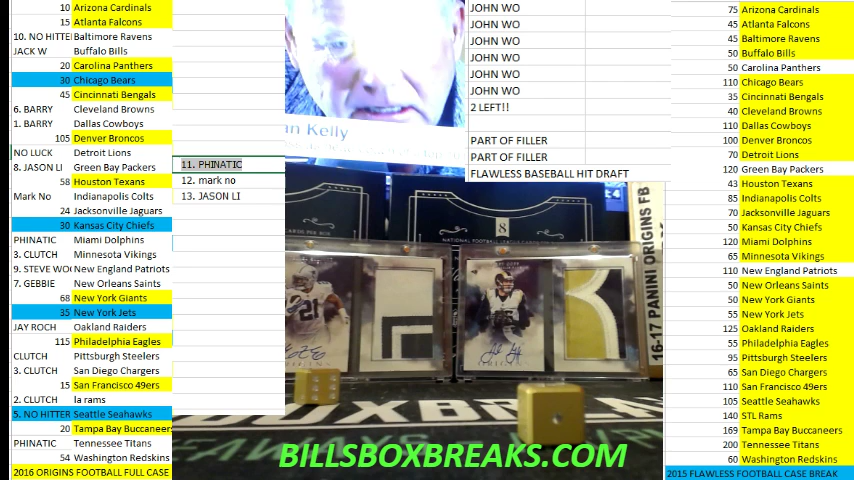 10 Arizona Cardinals
15 Atlanta Falcons
10. NO HITTEI Baltimore Ravens
JACK W Buffalo Bills
20 Carolina Panthers
30 Chicago Bears
45 Cincinnati Bengals
6. BARRY Cleveland Browns
1. BARRY Dallas Cowboys
105 Denver Broncos
NO LUCK Detroit Lions
8. JASON LI Green Bay Packers
58 Houston Texans
Mark No Indianapolis Colts
24 Jacksonville Jaguars
30 Kansas City Chiefs
PHINATIC Miami Dolphins
3. CLUTCH Minnesota Vikings
9. STEVE WO New England Patriots
7. GEBBIE New Orleans Saints
68 New York Giants
35 New York Jets
JAY ROCH Oakland Raiders
115 Philadelphia Eagles
CLUTCH Pittsburgh Steelers
3. CLUTCH San Diego Chargers
15 San Francisco 49ers
2. CLUTCH la rams
5. NO HITTER Seattle Seahawks
20 Tampa Bay Buccaneers
PHINATIC Tennessee Titans
54 Washington Redskins
2016 ORIGINS FOOTBALL FULL CASE
11. PHINATIC
12. mark no
13. JASON LI
an Kelly
JOHN WO
JOHN WO
JOHN WO
JOHN WO
JOHN WO
JOHN WO
2 LEFT!!
PART OF FILLER
PART OF FILLER
FLAWLESS BASEBALL HIT DRAFT
8
21
16-17 PANINI ORIGINS FB
BILLSBOXBREAKS.COM
75 Arizona Cardinals
45 Atlanta Falcons
45 Baltimore Ravens
50 Buffalo Bills
50 Carolina Panthers
110 Chicago Bears
35 Cincinnati Bengals
40 Cleveland Browns
110 Dallas Cowboys
100 Denver Broncos
70 Detroit Lions
120 Green Bay Packers
43 Houston Texans
85 Indianapolis Colts
70 Jacksonville Jaguars
50 Kansas City Chiefs
120 Miami Dolphins
65 Minnesota Vikings
110 New England Patriots
50 New Orleans Saints
50 New York Giants
55 New York Jets
125 Oakland Raiders
55 Philadelphia Eagles
95 Pittsburgh Steelers
65 San Diego Chargers
110 San Francisco 49ers
105 Seattle Seahawks
140 STL Rams
169 Tampa Bay Buccaneers
200 Tennessee Titans
60 Washington Redskins
2015 FLAWLESS FOOTBALL CASE BREAK